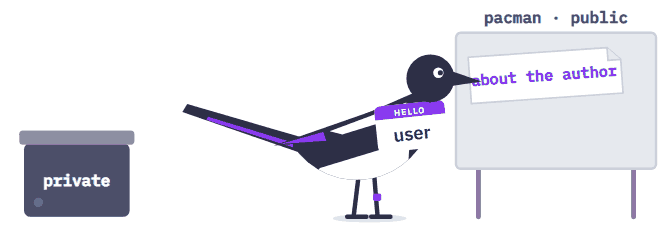 pacman · public
about the author
HELLO
user
private